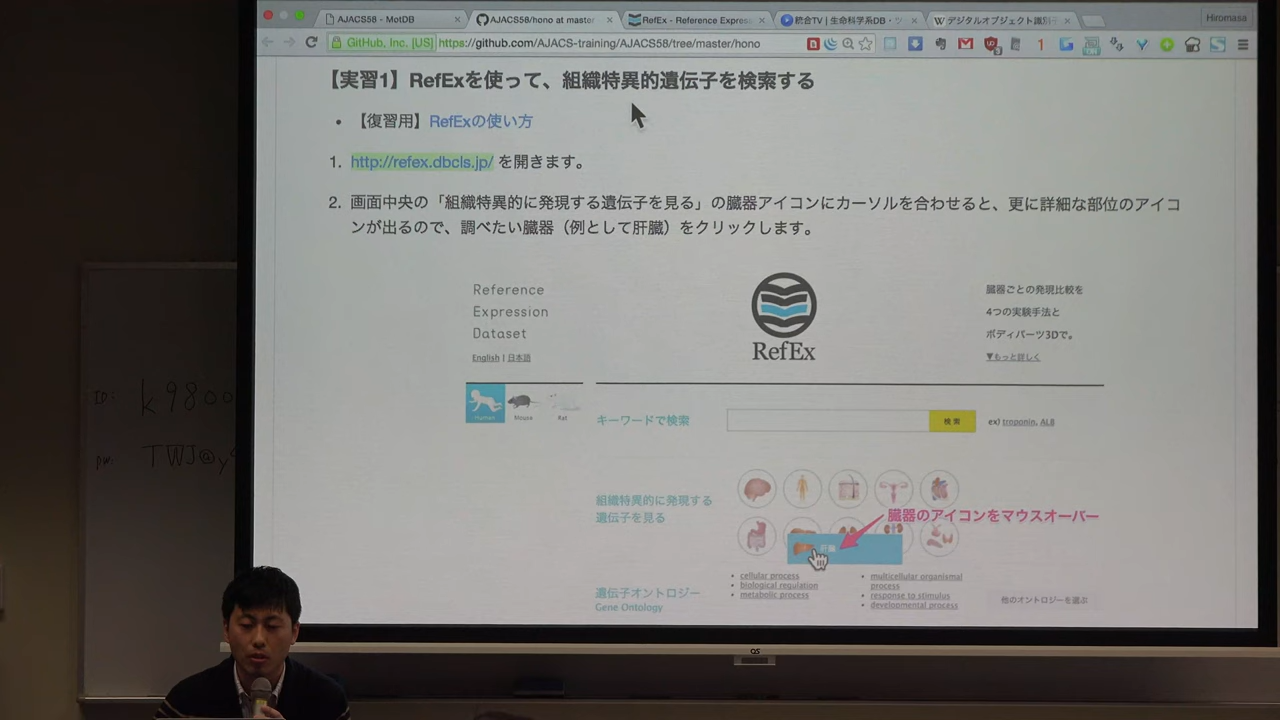 AJACS58 - MotDB
AJACS58/hono at master
RefEx - Reference Expres
統合TV | 生命科学系DB・ツ
デジタルオブジェクト識別子
Hiromasa
GitHub, Inc. [US] https://github.com/AJACS-training/AJACS58/tree/master/hono
【実習1】RefExを使って、組織特異的遺伝子を検索する
• 【復習用】RefExの使い方
1. http://refex.dbcls.jp/ を開きます。
2. 画面中央の「組織特異的に発現する遺伝子を見る」の臓器アイコンにカーソルを合わせると、更に詳細な部位のアイコ
ンが出るので、調べたい臓器（例として肝臓）をクリックします。
Reference
Expression
Dataset
English | 日本語
RefEx
臓器ごとの発現比較を
4つの実験手法と
ボディパーツ3Dで。
▼もっと詳しく
Human
Mouse
Rat
キーワードで検索
検索
ex) troponin, ALB
組織特異的に発現する
遺伝子を見る
臓器のアイコンをマウスオーバー
肝臓
遺伝子オントロジー
Gene Ontology
• cellular process
• biological regulation
• metabolic process
• multicellular organismal
process
• response to stimulus
• developmental process
他のオントロジーを選ぶ
ID: k9800
pw: TWJ@y